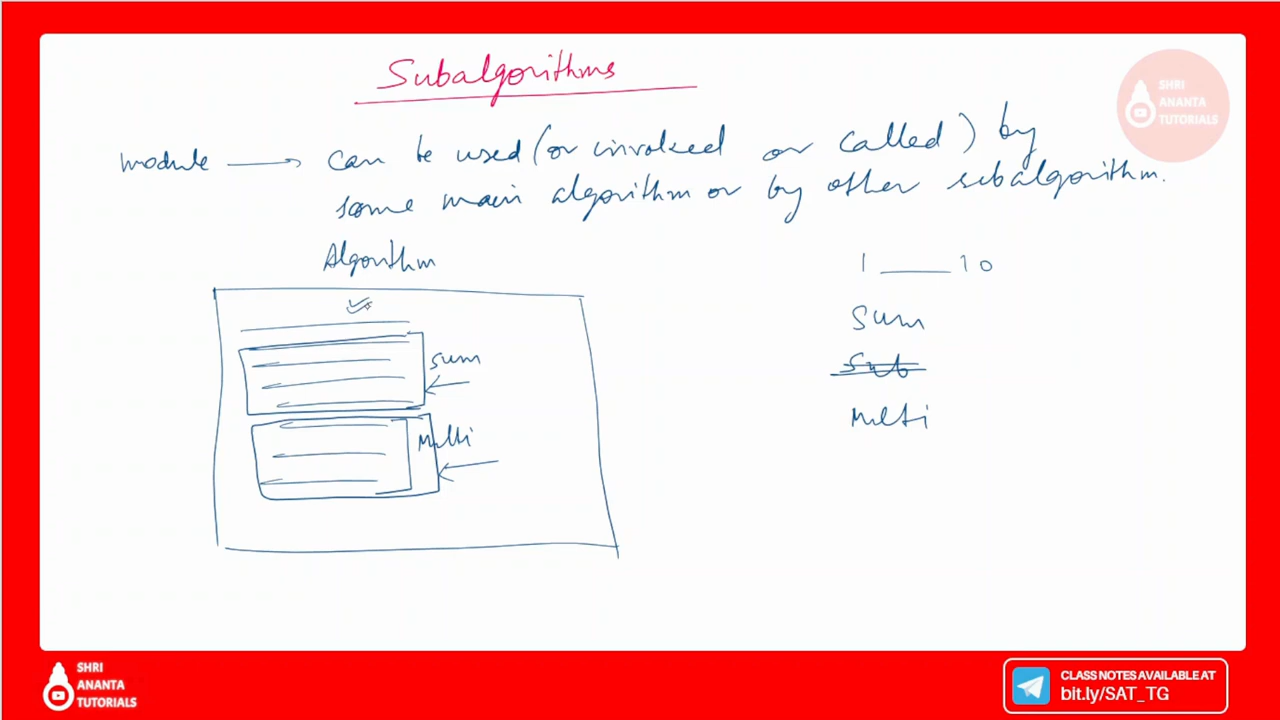 Subalgorithms
module → can be used (or invoked or called) by
some main algorithm or by other subalgorithm.
Algorithm
sum
Multi
1 ——— 10
Sum
Sub
Multi
SHRI
ANANTA
TUTORIALS
SHRI
ANANTA
TUTORIALS
CLASS NOTES AVAILABLE AT
bit.ly/SAT_TG